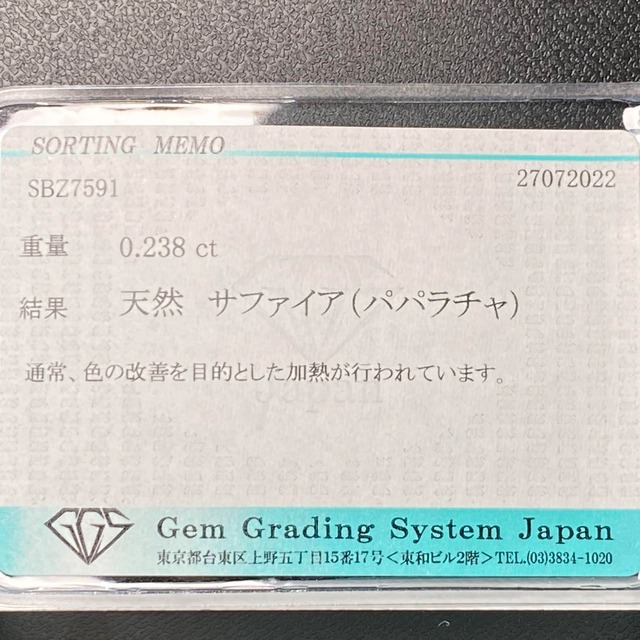 SORTING MEMO
SBZ7591
27072022
重量 0.238 ct
結果 天然 サファイア(パパラチャ)
通常、色の改善を目的とした加熱が行われています。
Japan
GGS Gem Grading System Japan
東京都台東区上野五丁目15番17号＜東和ビル2階＞TEL.(03)3834-1020